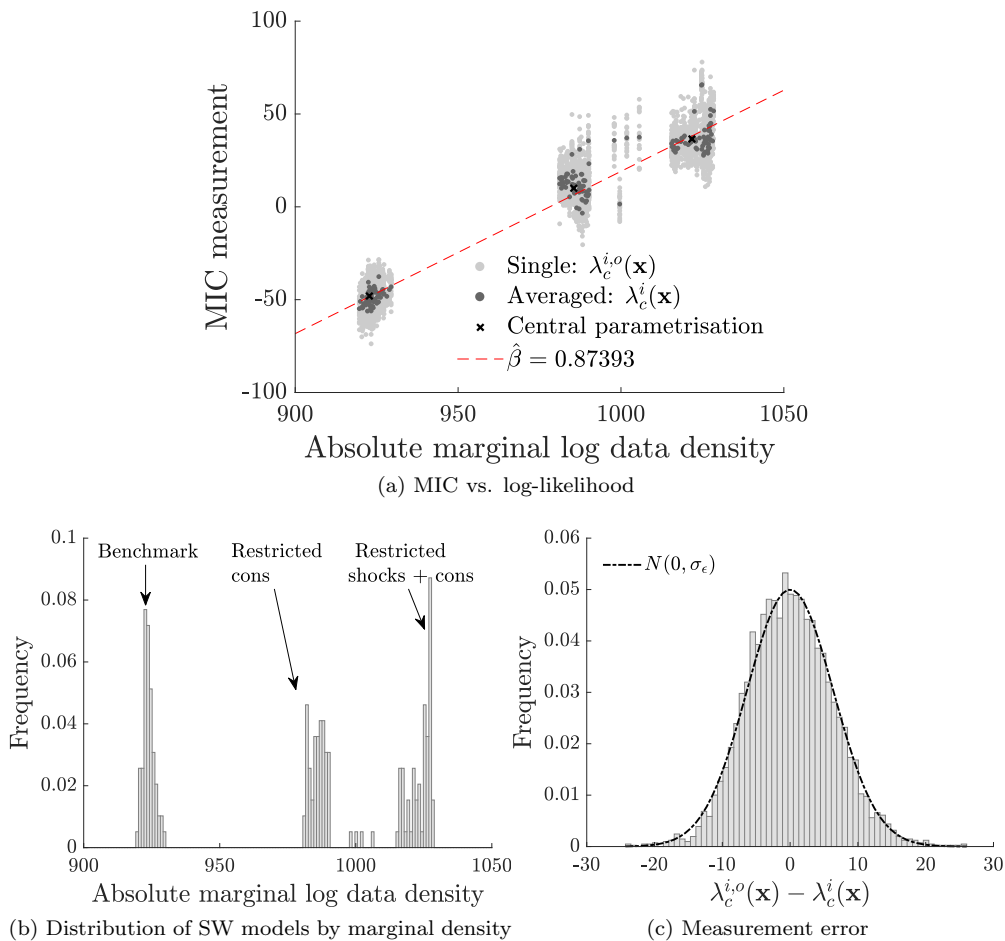 100
50
0
-50
-100
MIC measurement
Single: λ_c^{i,o}(x)
Averaged: λ_c^i(x)
Central parametrisation
β̂ = 0.87393
900 950 1000 1050
Absolute marginal log data density
(a) MIC vs. log-likelihood
0.1
0.08
0.06
0.04
0.02
0
Frequency
Benchmark
Restricted
cons
Restricted
shocks + cons
900 950 1000 1050
Absolute marginal log data density
(b) Distribution of SW models by marginal density
0.06
0.05
0.04
0.03
0.02
0.01
0
Frequency
N(0, σ_ϵ)
-30 -20 -10 0 10 20 30
λ_c^{i,o}(x) − λ_c^i(x)
(c) Measurement error